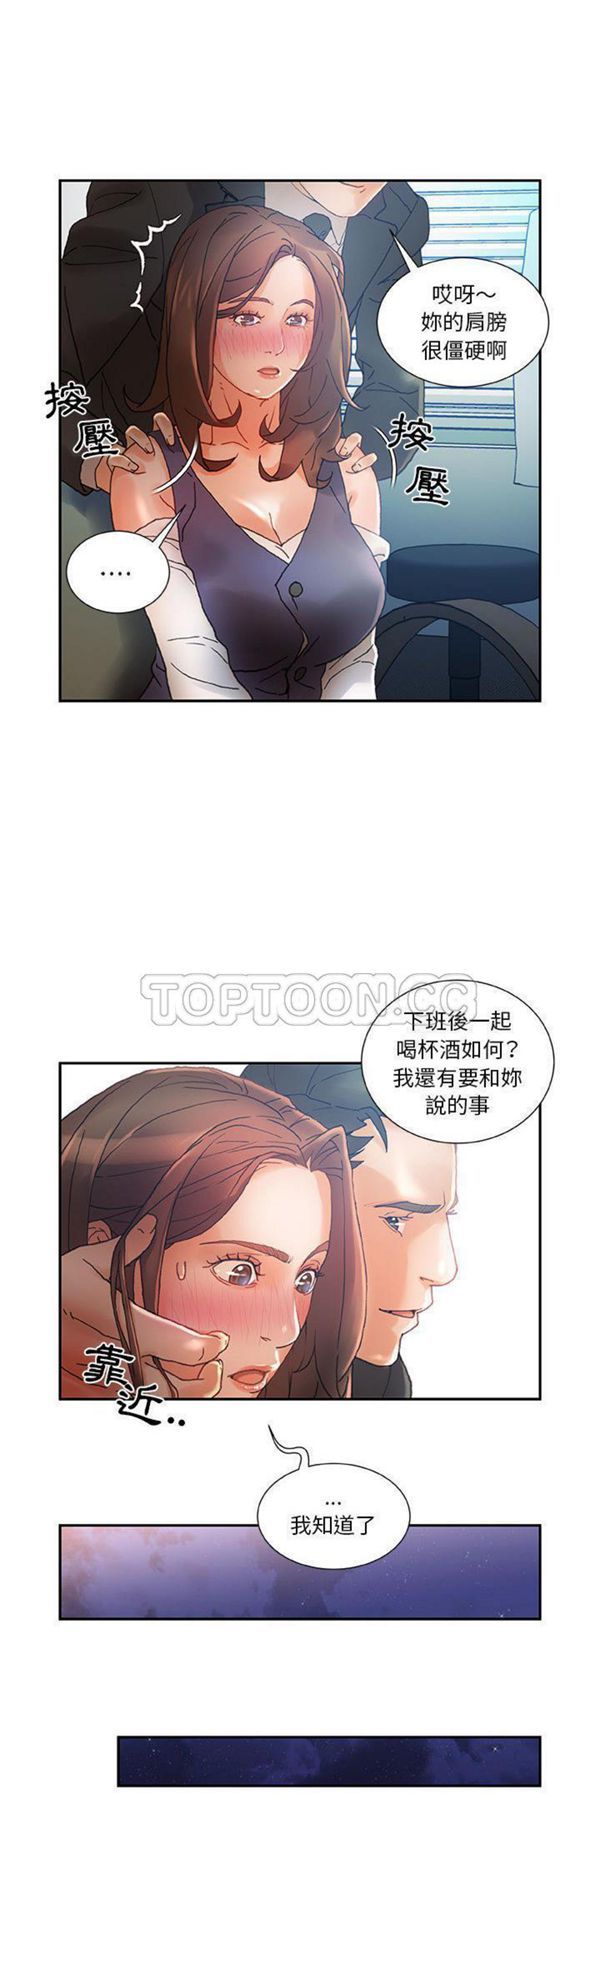 哎呀～
妳的肩膀
很僵硬啊
按壓
按壓
....
TOPTOON.CC
下班後一起
喝杯酒如何？
我還有要和妳
說的事
靠近..
...
我知道了
TOPTOON.CC